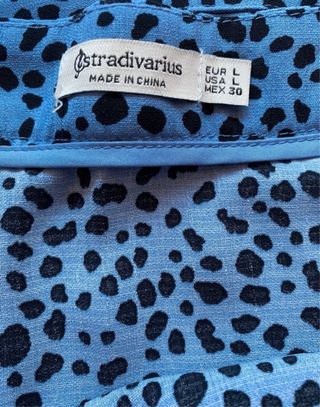 stradivarius
MADE IN CHINA
EUR L
USA L
MEX 30